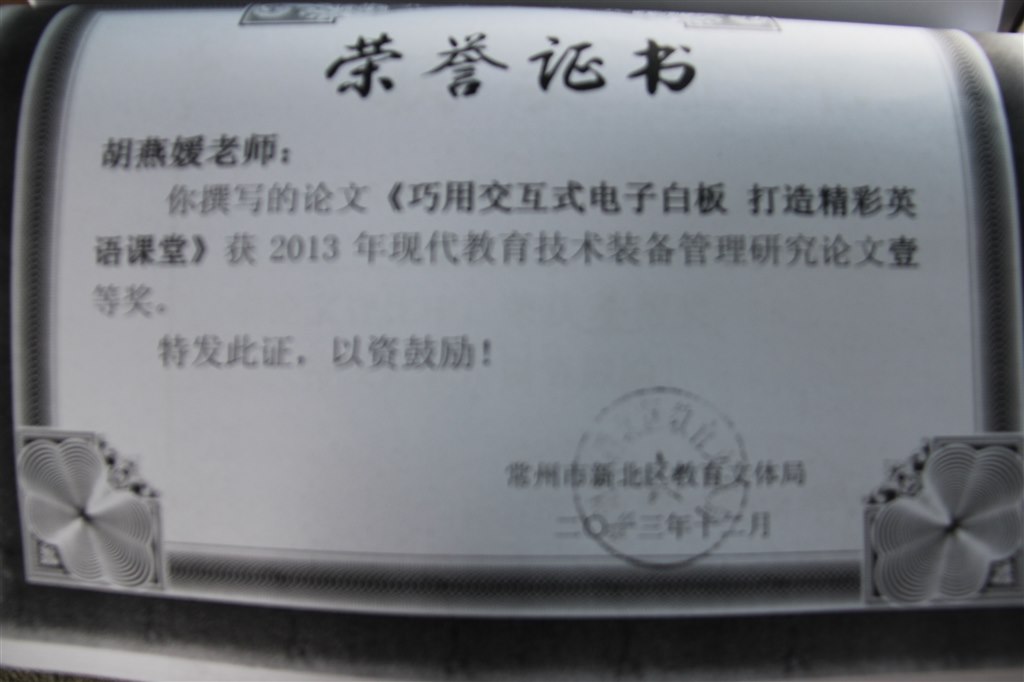 荣誉证书
胡燕媛老师：
你撰写的论文《巧用交互式电子白板 打造精彩英
语课堂》获 2013 年现代教育技术装备管理研究论文壹
等奖。
特发此证，以资鼓励！
常州市新北区教育文体局
二〇一三年十二月